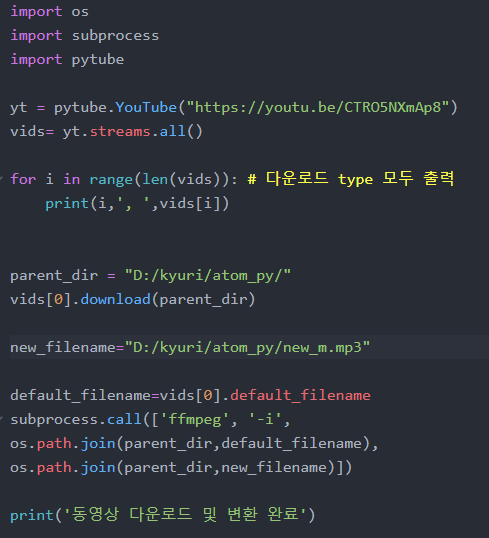 import os
import subprocess
import pytube
yt = pytube.YouTube("https://youtu.be/CTRO5NXmAp8")
vids= yt.streams.all()
for i in range(len(vids)): # 다운로드 type 모두 출력
    print(i,', ',vids[i])
parent_dir = "D:/kyuri/atom_py/"
vids[0].download(parent_dir)
new_filename="D:/kyuri/atom_py/new_m.mp3"
default_filename=vids[0].default_filename
subprocess.call(['ffmpeg', '-i',
os.path.join(parent_dir,default_filename),
os.path.join(parent_dir,new_filename)])
print('동영상 다운로드 및 변환 완료')